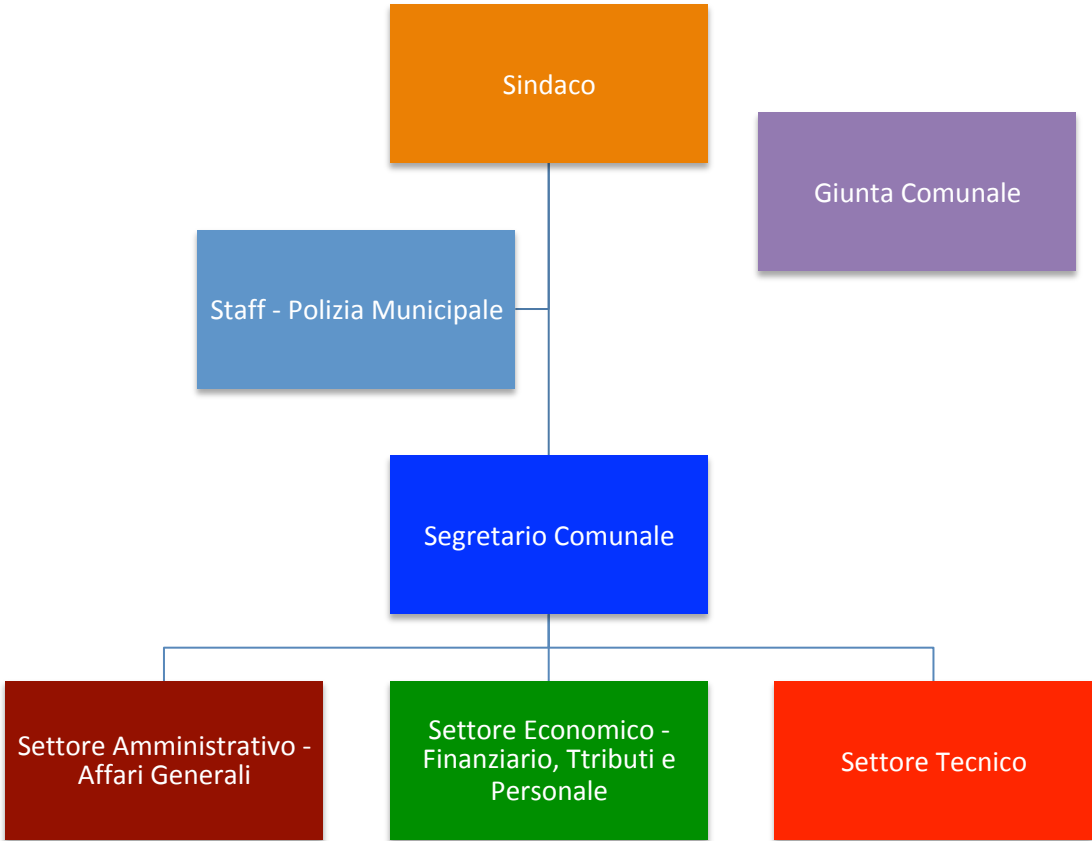 Sindaco
Giunta Comunale
Staff - Polizia Municipale
Segretario Comunale
Settore Amministrativo -
Affari Generali
Settore Economico -
Finanziario, Ttributi e
Personale
Settore Tecnico